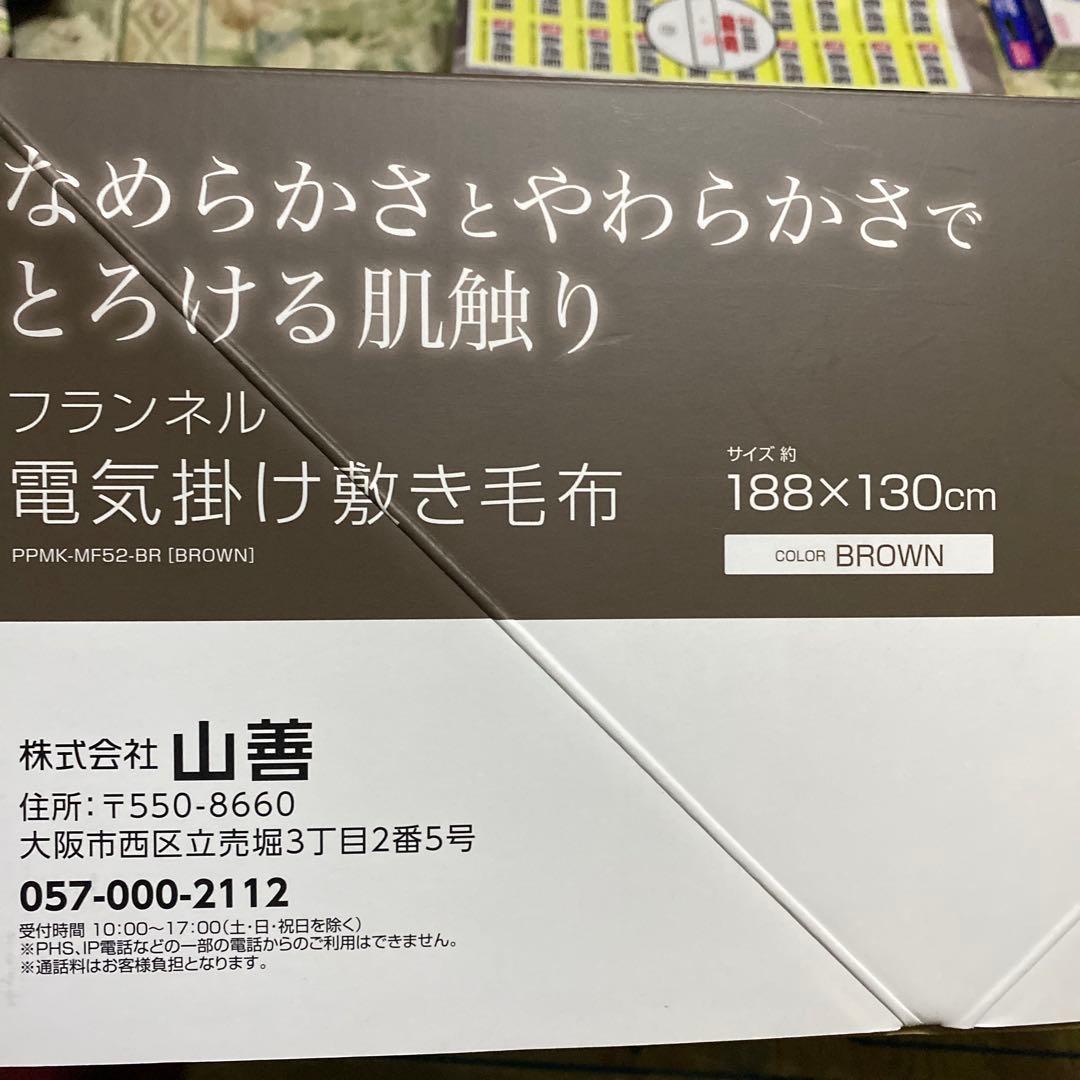 なめらかさとやわらかさで
とろける肌触り
フランネル
電気掛け敷き毛布
PPMK-MF52-BR [BROWN]
サイズ 約
188×130cm
COLOR BROWN
株式会社 山善
住所：〒550-8660
大阪市西区立売堀3丁目2番5号
057-000-2112
受付時間 10：00〜17：00（土・日・祝日を除く）
※PHS、IP電話などの一部の電話からのご利用はできません。
※通話料はお客様負担となります。